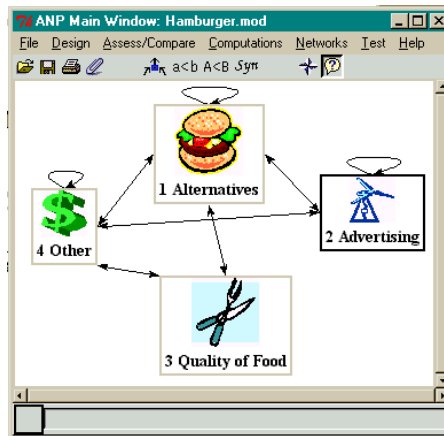 ANP Main Window: Hamburger.mod
File Design Assess/Compare Computations Networks Test Help
a<b A<B Syn
1 Alternatives
2 Advertising
4 Other
3 Quality of Food